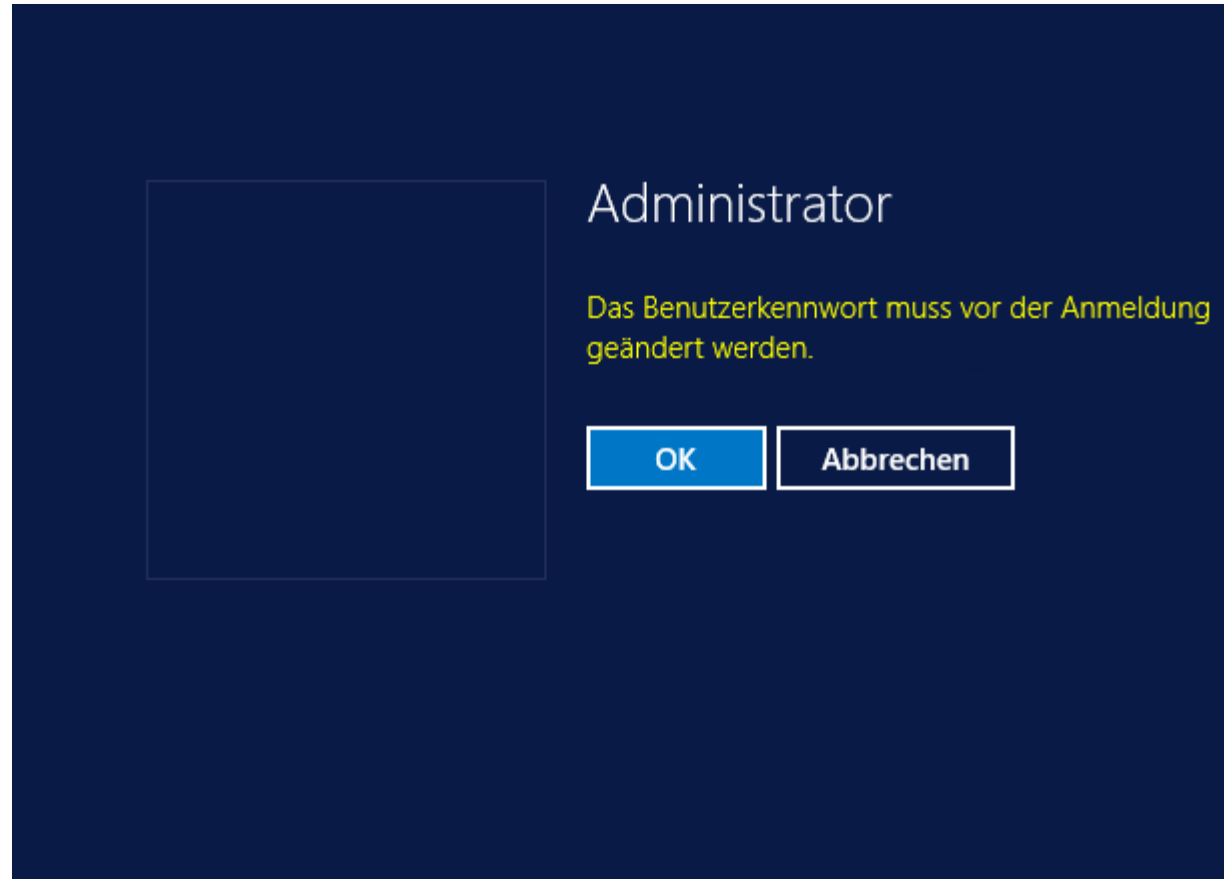 Administrator
Das Benutzerkennwort muss vor der Anmeldung
geändert werden.
OK
Abbrechen